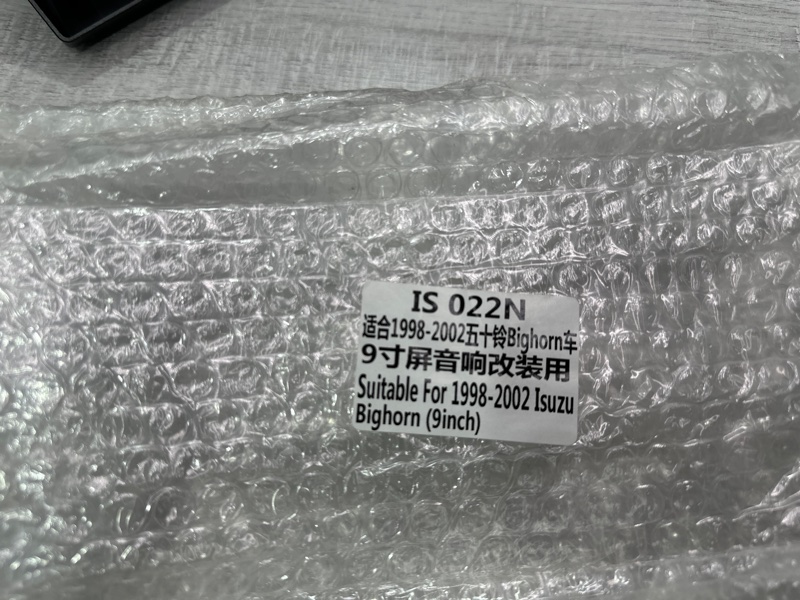 IS 022N
适合1998-2002五十铃Bighorn车
9寸屏音响改装用
Suitable For 1998-2002 Isuzu
Bighorn (9inch)